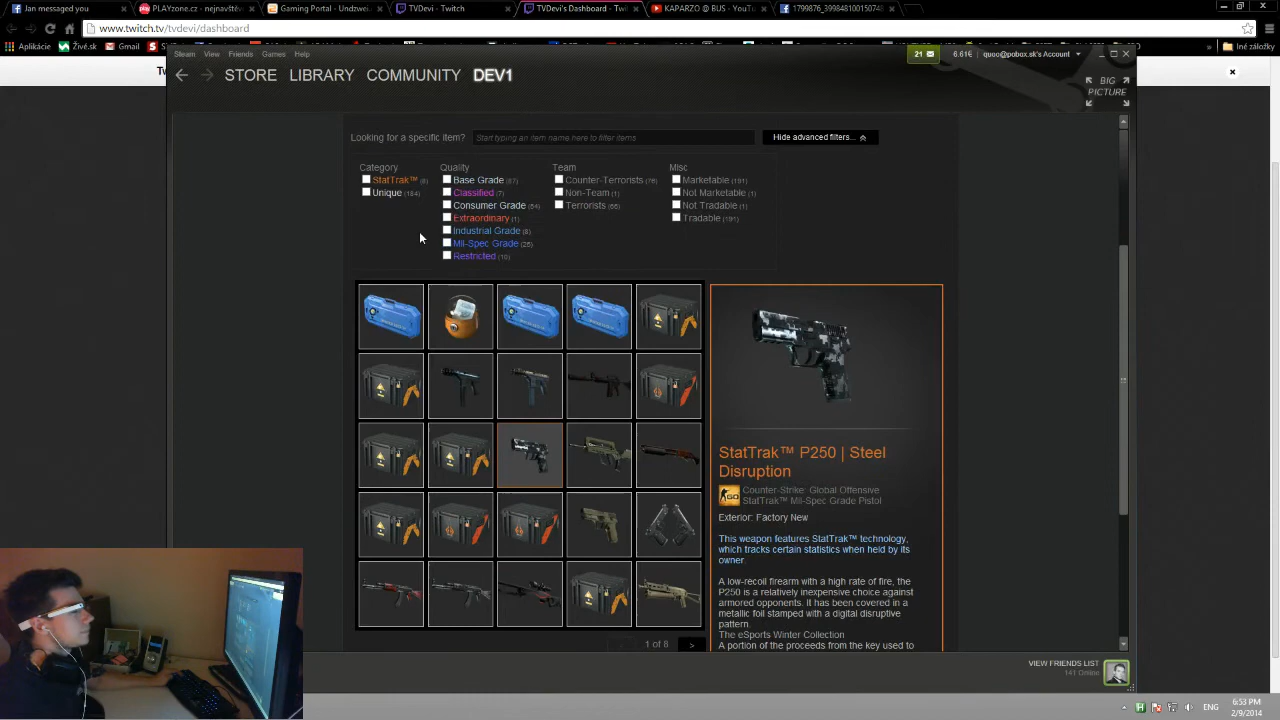 Jan messaged you
PLAYzone.cz - nejnavštěv
Gaming Portal - Undzwei
TVDevi - Twitch
TVDevi's Dashboard - Twi
KAPARZO @ BUS - YouTu
1799876_39984810015074
www.twitch.tv/tvdevi/dashboard
Aplikácie
Živé.sk
Gmail
Iné záložky
Steam View Friends Games Help
21
6.61€
quoo@pobox.sk's Account
STORE LIBRARY COMMUNITY DEV1
BIG
PICTURE
Looking for a specific item?
Start typing an item name here to filter items
Hide advanced filters...
Category
StatTrak™ (8)
Unique (184)
Quality
Base Grade (87)
Classified (7)
Consumer Grade (54)
Extraordinary (1)
Industrial Grade (8)
Mil-Spec Grade (25)
Restricted (10)
Team
Counter-Terrorists (76)
Non-Team (1)
Terrorists (66)
Misc
Marketable (191)
Not Marketable (1)
Not Tradable (1)
Tradable (191)
StatTrak™ P250 | Steel
Disruption
Counter-Strike: Global Offensive
StatTrak™ Mil-Spec Grade Pistol
Exterior: Factory New
This weapon features StatTrak™ technology,
which tracks certain statistics when held by its
owner.
A low-recoil firearm with a high rate of fire, the
P250 is a relatively inexpensive choice against
armored opponents. It has been covered in a
metallic foil stamped with a digital disruptive
pattern.
The eSports Winter Collection
A portion of the proceeds from the key used to
1 of 8
>
VIEW FRIENDS LIST
141 Online
ENG
6:53 PM
2/9/2014